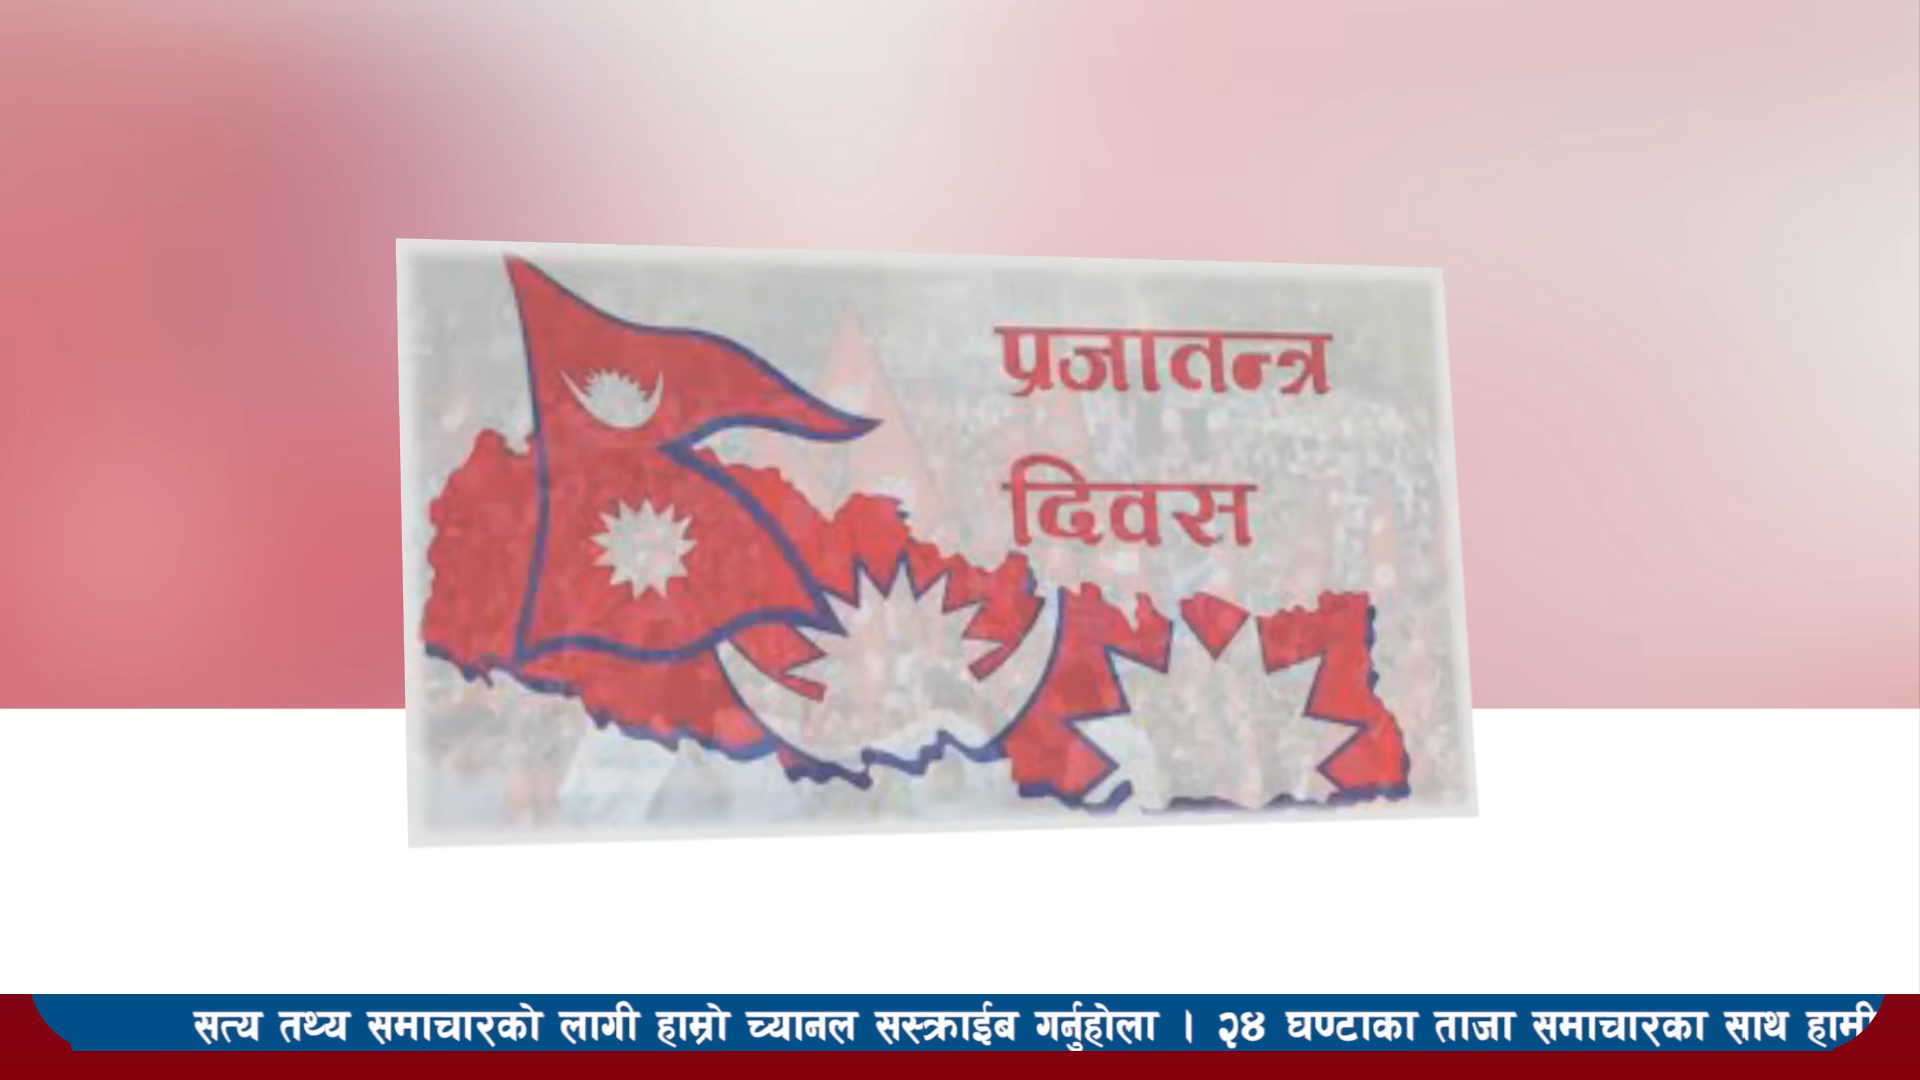 प्रजातन्त्र
दिवस
सत्य तथ्य समाचारको लागी हाम्रो च्यानल सस्क्राईब गर्नुहोला । २४ घण्टाका ताजा समाचारका साथ हामी